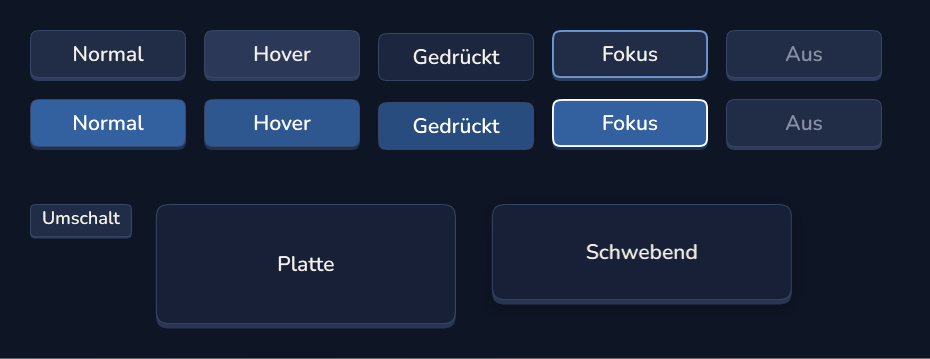 Normal Hover Gedrückt Fokus Aus
Normal Hover Gedrückt Fokus Aus
Umschalt
Platte
Schwebend